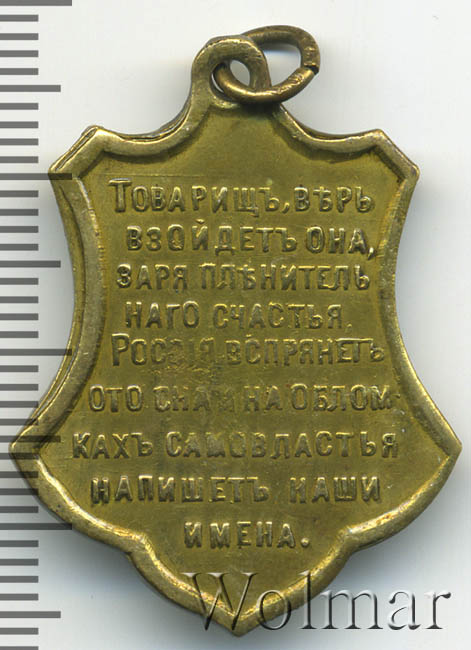 ТОВАРИЩЪ, ВѢРЬ
ВЗОЙДЕТЪ ОНА,
ЗАРЯ ПЛѢНИТЕЛЬ
НАГО СЧАСТЬЯ.
РОССІЯ ВСПРЯНЕТЪ
ОТО СНА И НА ОБЛОМ
КАХЪ САМОВЛАСТЬЯ
НАПИШЕТЪ НАШИ
ИМЕНА.
Wolmar